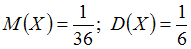 M(X) = 1/36; D(X) = 1/6